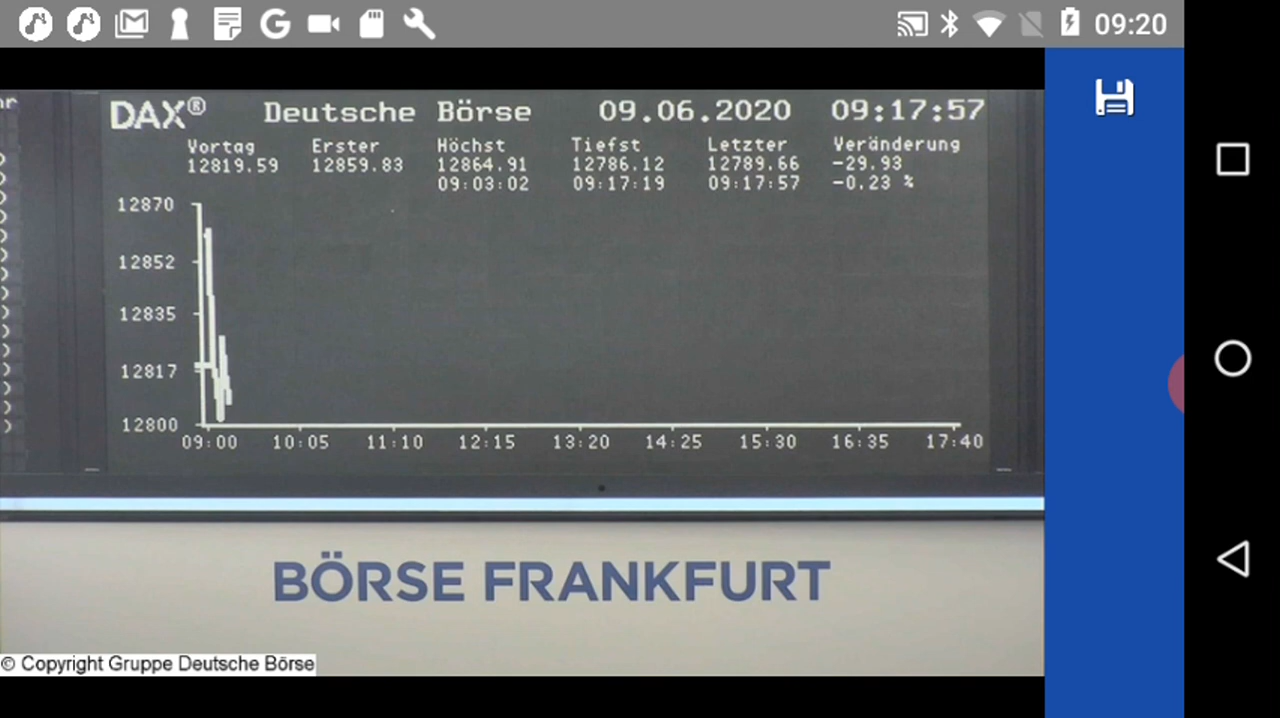 09:20
DAX® Deutsche Börse 09.06.2020 09:17:57
Vortag Erster Höchst Tiefst Letzter Veränderung
12819.59 12859.83 12864.91 12786.12 12789.66 -29.93
09:03:02 09:17:19 09:17:57 -0.23 %
12870
12852
12835
12817
12800
09:00 10:05 11:10 12:15 13:20 14:25 15:30 16:35 17:40
BÖRSE FRANKFURT
© Copyright Gruppe Deutsche Börse